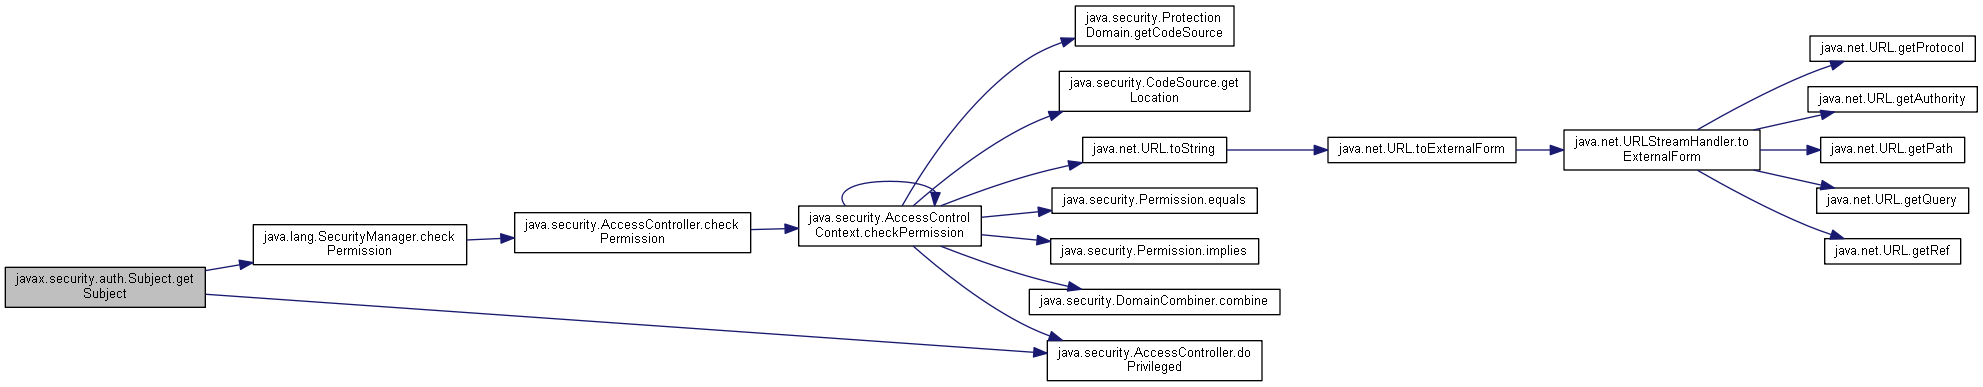 javax.security.auth.Subject.get
Subject
java.lang.SecurityManager.check
Permission
java.security.AccessController.check
Permission
java.security.AccessControl
Context.checkPermission
java.security.Protection
Domain.getCodeSource
java.security.CodeSource.get
Location
java.net.URL.toString
java.security.Permission.equals
java.security.Permission.implies
java.security.DomainCombiner.combine
java.security.AccessController.do
Privileged
java.net.URL.toExternalForm
java.net.URLStreamHandler.to
ExternalForm
java.net.URL.getProtocol
java.net.URL.getAuthority
java.net.URL.getPath
java.net.URL.getQuery
java.net.URL.getRef